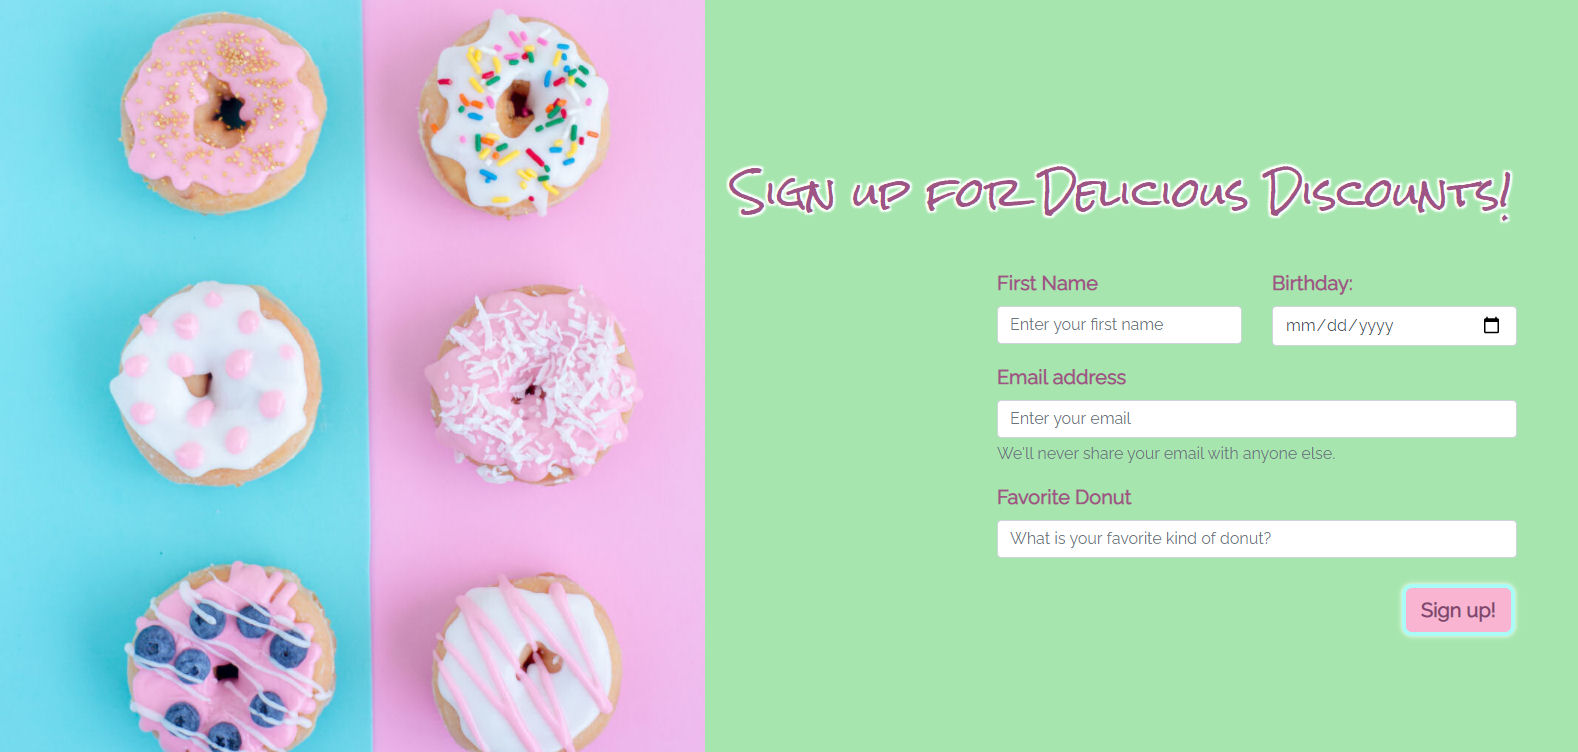 Sign up for Delicious Discounts!
First Name
Birthday:
Enter your first name
mm/dd/yyyy
Email address
Enter your email
We'll never share your email with anyone else.
Favorite Donut
What is your favorite kind of donut?
Sign up!